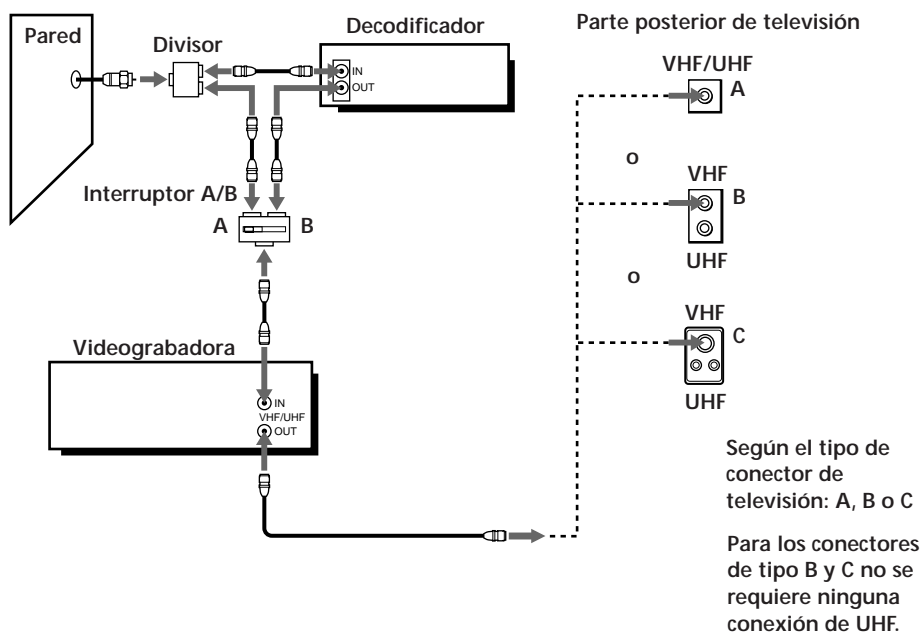 Pared
Divisor
Decodificador
IN
OUT
Interruptor A/B
A
B
Videograbadora
IN
VHF/UHF
OUT
Parte posterior de televisión
VHF/UHF
A
o
VHF
B
UHF
o
VHF
C
UHF
Según el tipo de
conector de
televisión: A, B o C
Para los conectores
de tipo B y C no se
requiere ninguna
conexión de UHF.